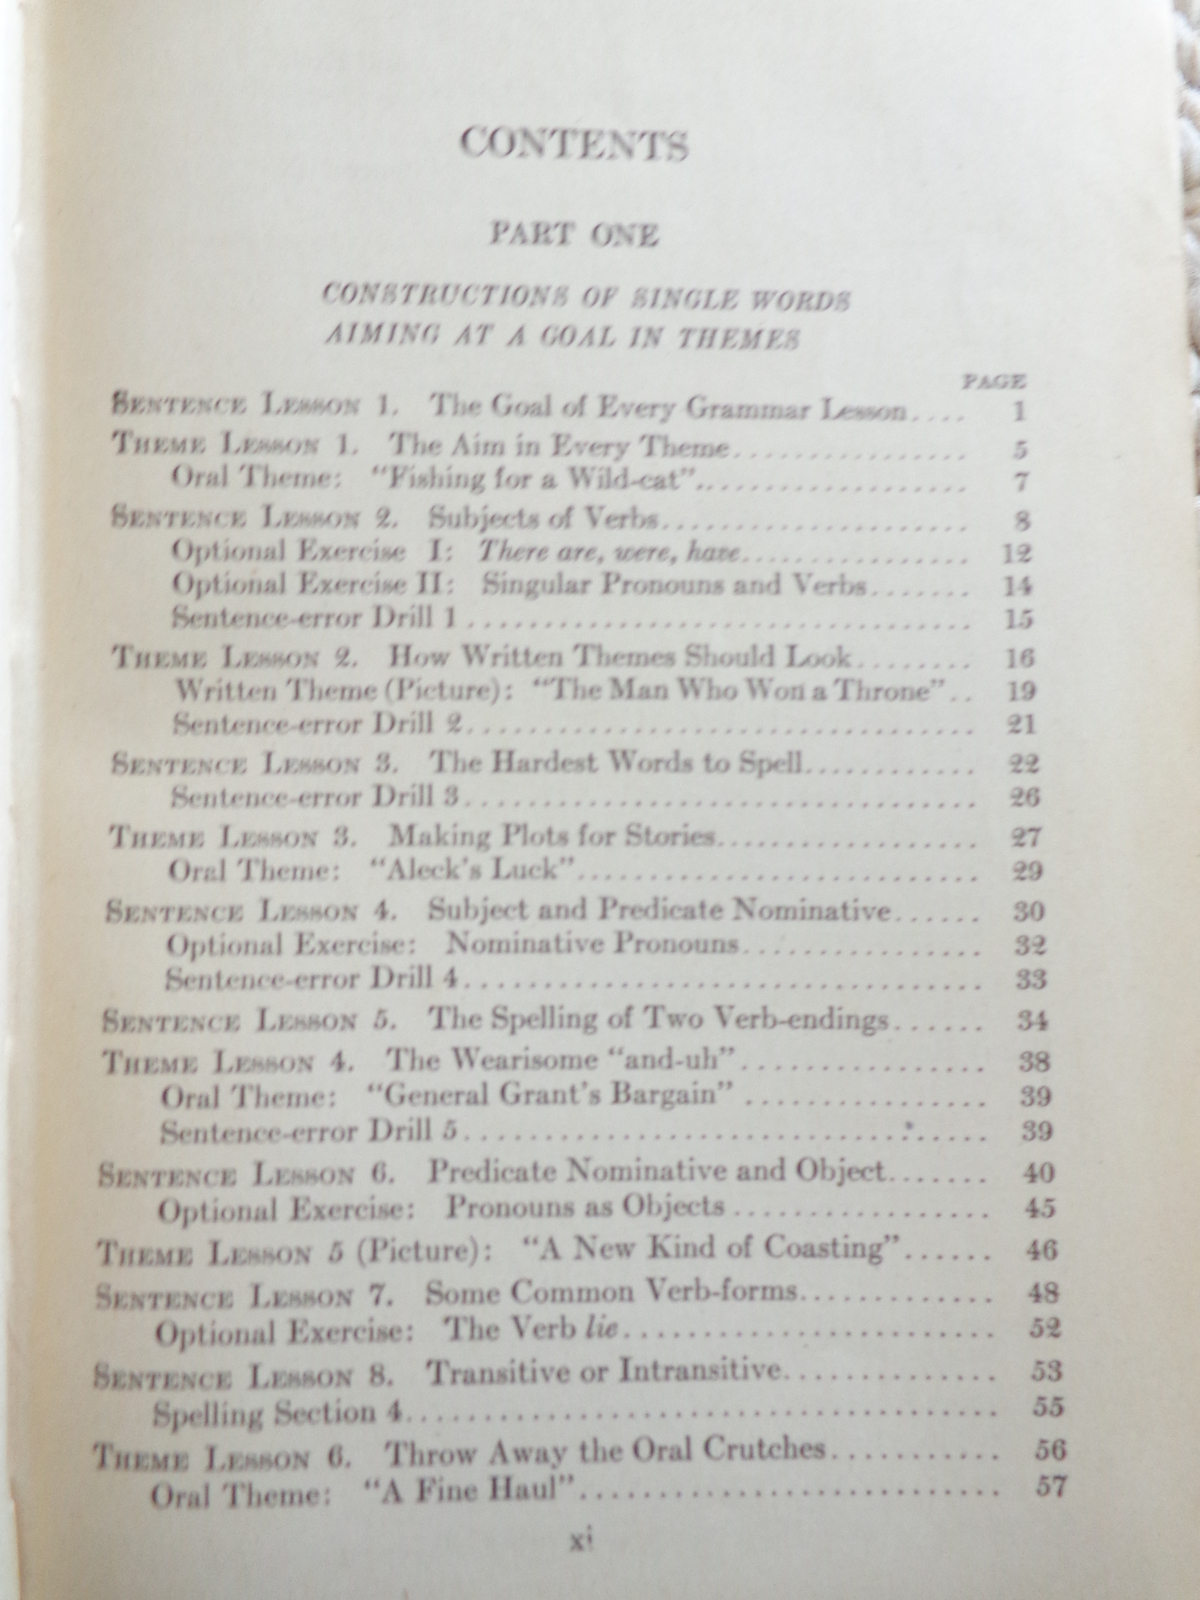 CONTENTS
PART ONE
CONSTRUCTIONS OF SINGLE WORDS
AIMING AT A GOAL IN THEMES
PAGE
SENTENCE LESSON 1. The Goal of Every Grammar Lesson.... 1
THEME LESSON 1. The Aim in Every Theme................ 5
Oral Theme: "Fishing for a Wild-cat".................. 7
SENTENCE LESSON 2. Subjects of Verbs..................... 8
Optional Exercise I: There are, were, have................ 12
Optional Exercise II: Singular Pronouns and Verbs....... 14
Sentence-error Drill 1.................................. 15
THEME LESSON 2. How Written Themes Should Look........ 16
Written Theme (Picture): "The Man Who Won a Throne".. 19
Sentence-error Drill 2.................................. 21
SENTENCE LESSON 3. The Hardest Words to Spell............ 22
Sentence-error Drill 3.................................. 26
THEME LESSON 3. Making Plots for Stories.................. 27
Oral Theme: "Aleck's Luck"............................ 29
SENTENCE LESSON 4. Subject and Predicate Nominative...... 30
Optional Exercise: Nominative Pronouns................ 32
Sentence-error Drill 4.................................. 33
SENTENCE LESSON 5. The Spelling of Two Verb-endings...... 34
THEME LESSON 4. The Wearisome "and-uh"................ 38
Oral Theme: "General Grant's Bargain"................ 39
Sentence-error Drill 5.................................. 39
SENTENCE LESSON 6. Predicate Nominative and Object....... 40
Optional Exercise: Pronouns as Objects................. 45
THEME LESSON 5 (Picture): "A New Kind of Coasting"...... 46
SENTENCE LESSON 7. Some Common Verb-forms............. 48
Optional Exercise: The Verb lie......................... 52
SENTENCE LESSON 8. Transitive or Intransitive.............. 53
Spelling Section 4...................................... 55
THEME LESSON 6. Throw Away the Oral Crutches........... 56
Oral Theme: "A Fine Haul"............................. 57
xi